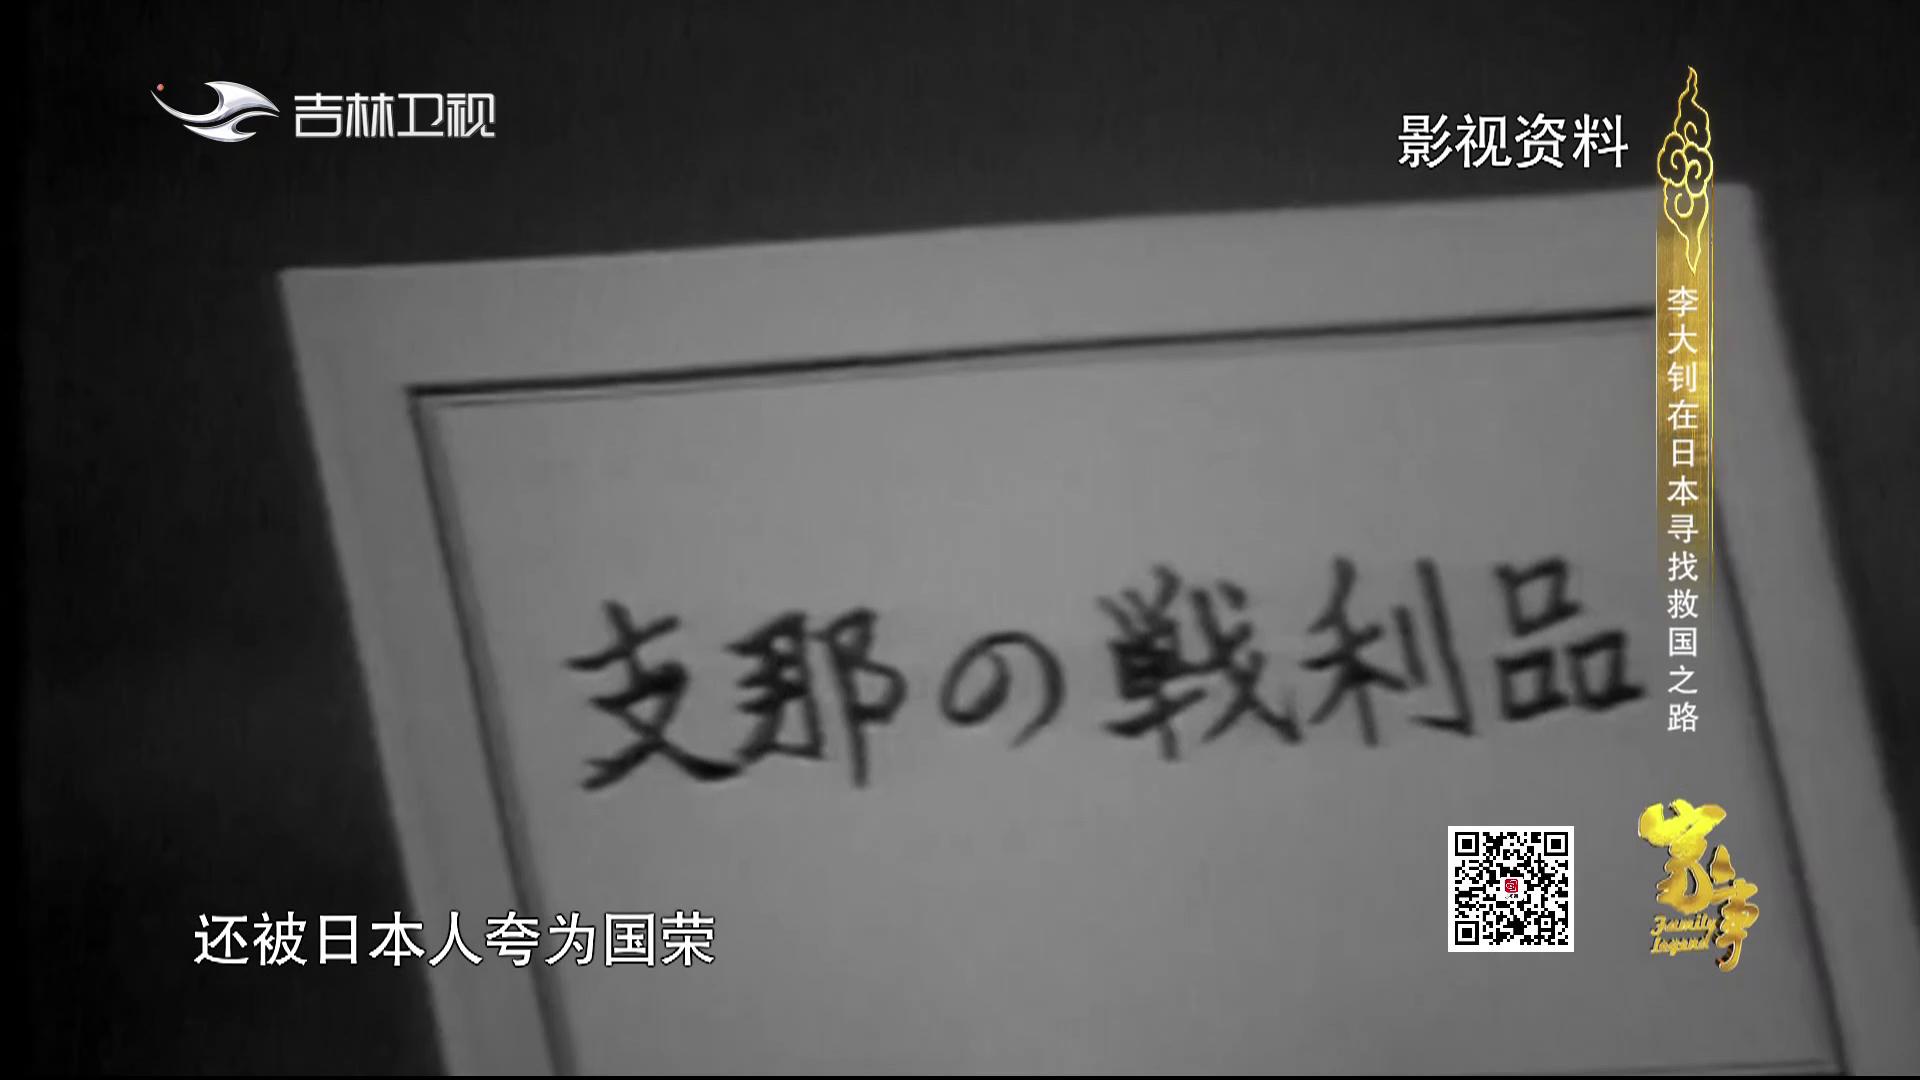 吉林卫视
影视资料
李大钊在日本寻找救国之路
支那の戦利品
家事
Family
Legend
还被日本人夸为国荣